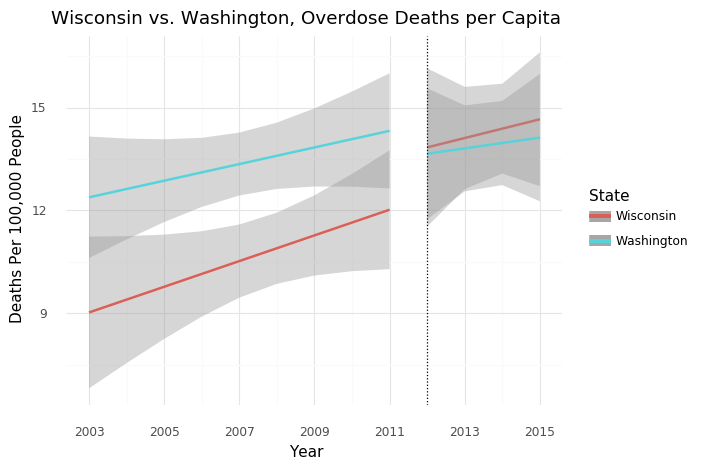 Wisconsin vs. Washington, Overdose Deaths per Capita
Deaths Per 100,000 People
15
12
9
2003 2005 2007 2009 2011 2013 2015
Year
State
Wisconsin
Washington